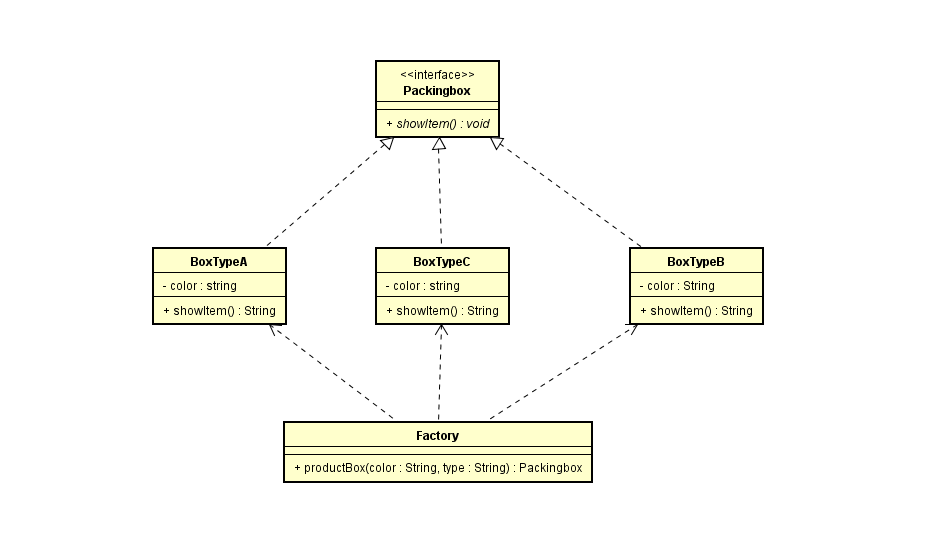 <<interface>>
Packingbox
+ showItem() : void
BoxTypeA
- color : string
+ showItem() : String
BoxTypeC
- color : string
+ showItem() : String
BoxTypeB
- color : String
+ showItem() : String
Factory
+ productBox(color : String, type : String) : Packingbox